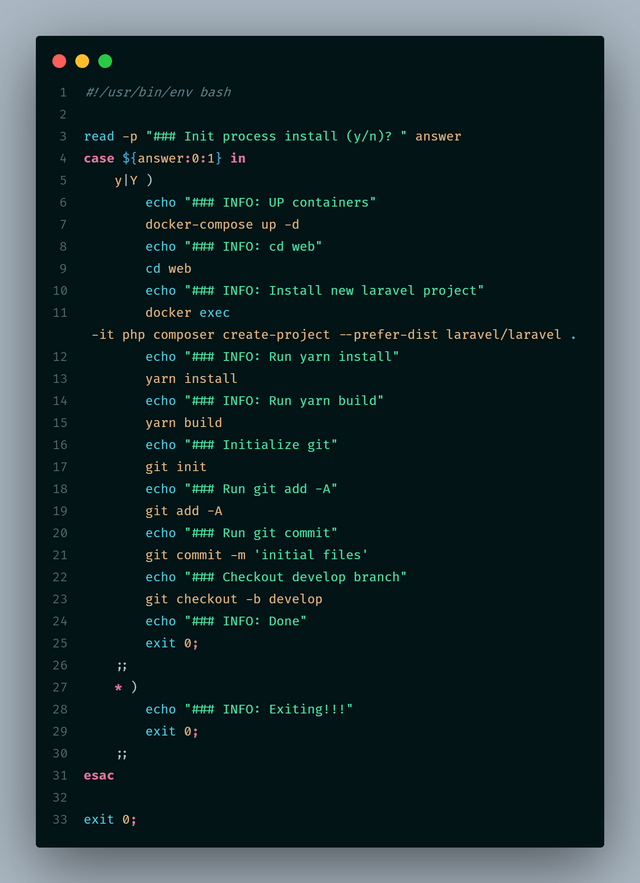 1 #!/usr/bin/env bash
2
3 read -p "### Init process install (y/n)? " answer
4 case ${answer:0:1} in
5     y|Y )
6         echo "### INFO: UP containers"
7         docker-compose up -d
8         echo "### INFO: cd web"
9         cd web
10         echo "### INFO: Install new laravel project"
11         docker exec
 -it php composer create-project --prefer-dist laravel/laravel .
12         echo "### INFO: Run yarn install"
13         yarn install
14         echo "### INFO: Run yarn build"
15         yarn build
16         echo "### Initialize git"
17         git init
18         echo "### Run git add -A"
19         git add -A
20         echo "### Run git commit"
21         git commit -m 'initial files'
22         echo "### Checkout develop branch"
23         git checkout -b develop
24         echo "### INFO: Done"
25         exit 0;
26     ;;
27     * )
28         echo "### INFO: Exiting!!!"
29         exit 0;
30     ;;
31 esac
32
33 exit 0;